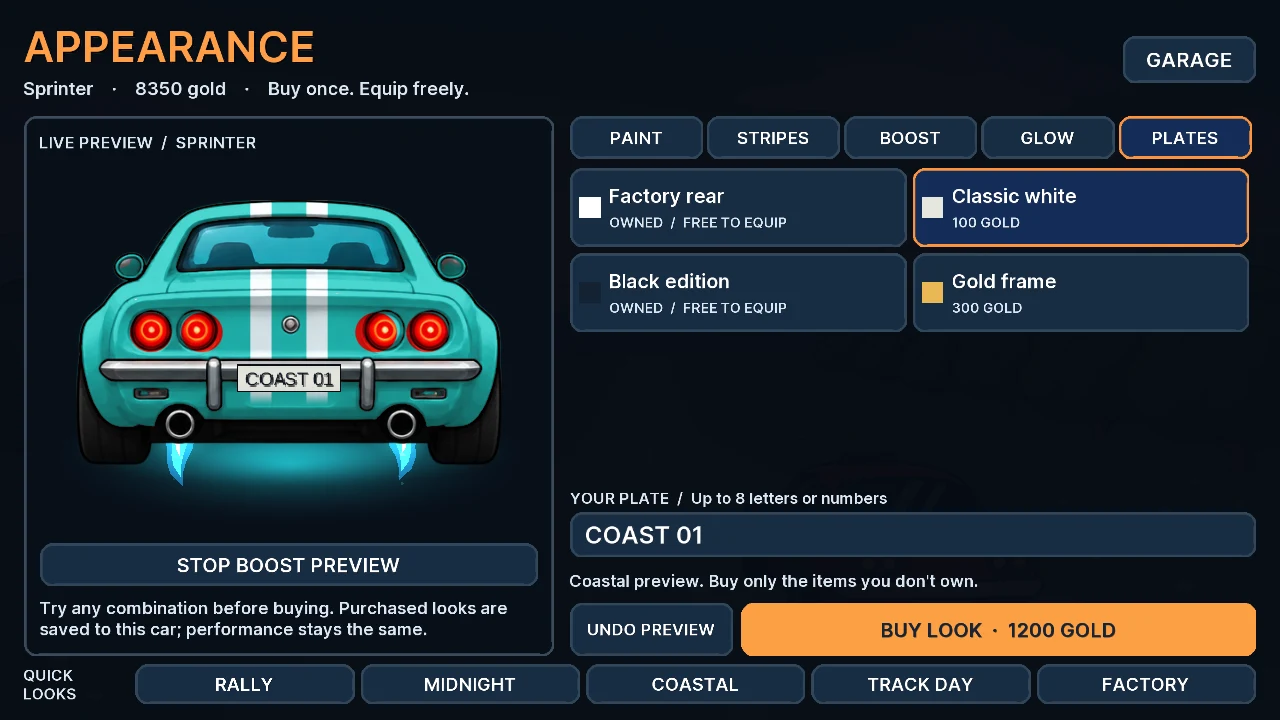 APPEARANCE
GARAGE
Sprinter · 8350 gold · Buy once. Equip freely.
LIVE PREVIEW / SPRINTER
COAST 01
STOP BOOST PREVIEW
Try any combination before buying. Purchased looks are
saved to this car; performance stays the same.
PAINT
STRIPES
BOOST
GLOW
PLATES
Factory rear
OWNED / FREE TO EQUIP
Classic white
100 GOLD
Black edition
OWNED / FREE TO EQUIP
Gold frame
300 GOLD
YOUR PLATE / Up to 8 letters or numbers
COAST 01
Coastal preview. Buy only the items you don't own.
UNDO PREVIEW
BUY LOOK · 1200 GOLD
QUICK
LOOKS
RALLY
MIDNIGHT
COASTAL
TRACK DAY
FACTORY